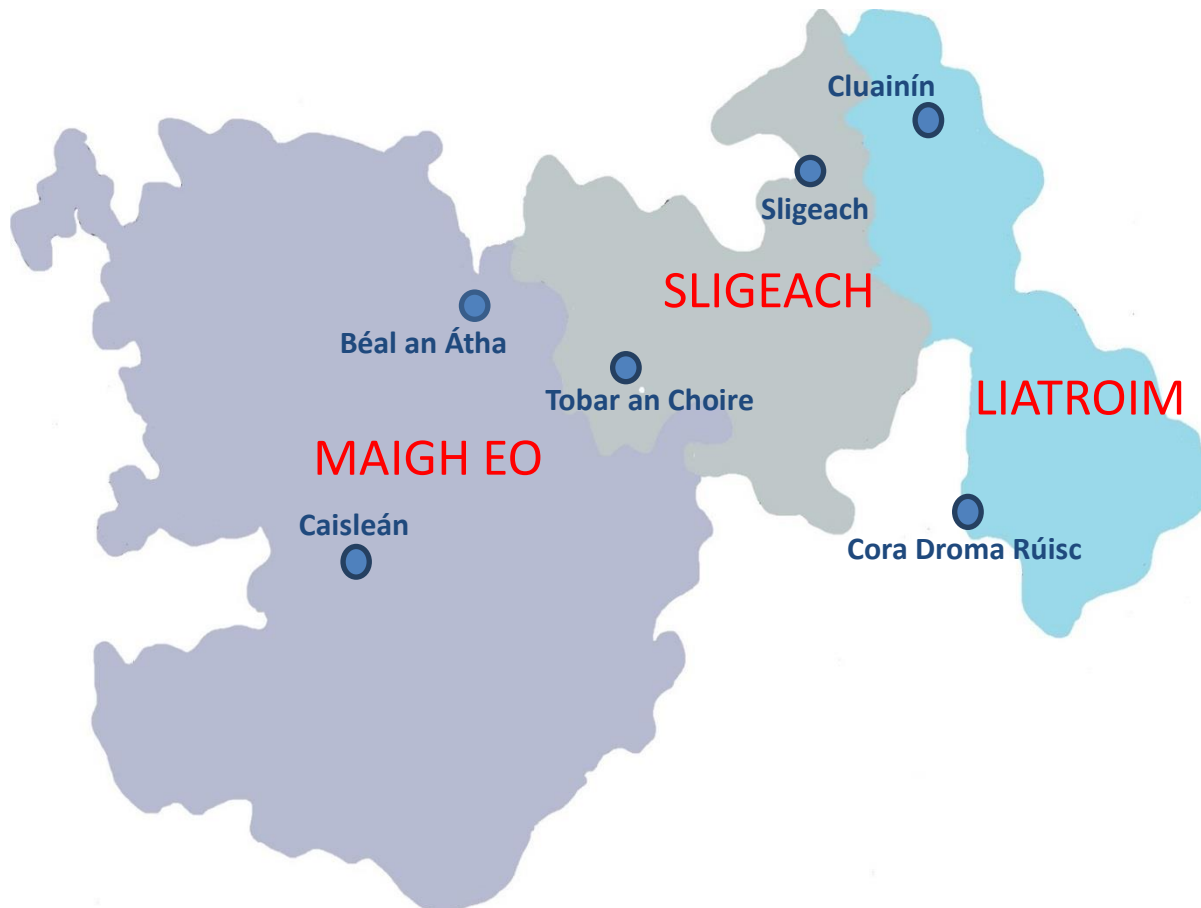 Cluainín
Sligeach
SLIGEACH
Béal an Átha
Tobar an Choire
LIATROIM
MAIGH EO
Caisleán
Cora Droma Rúisc